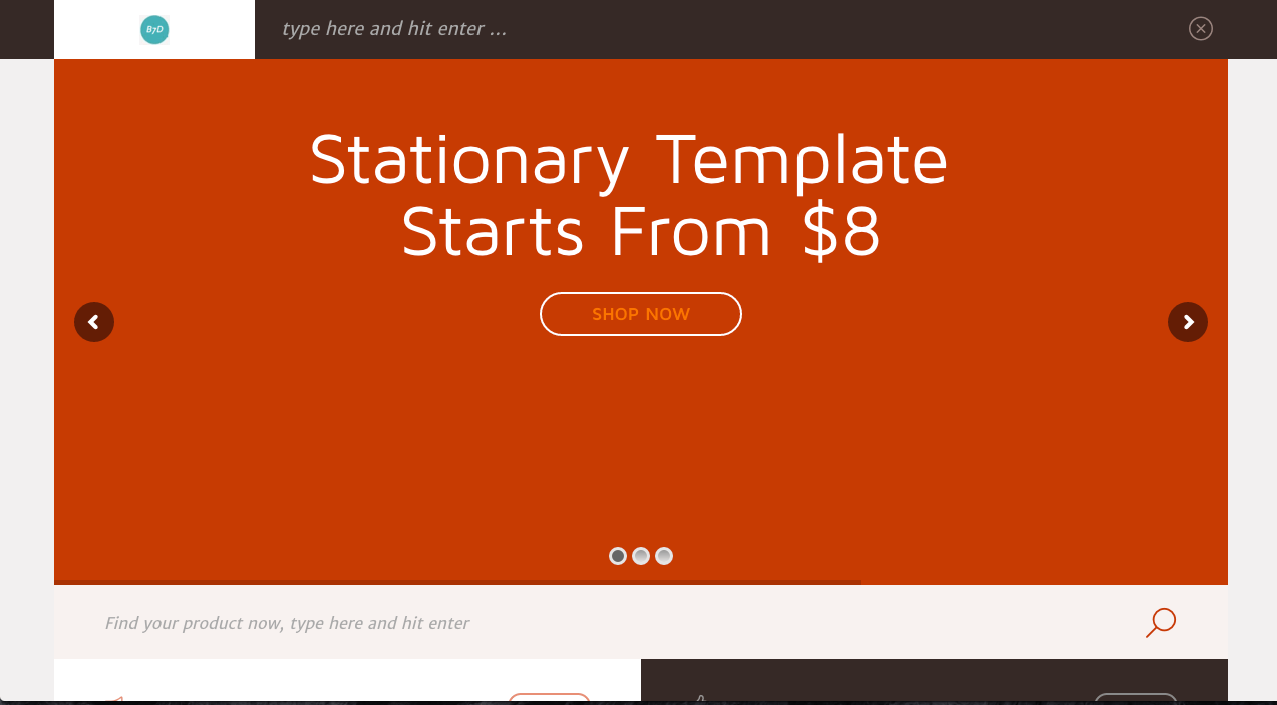 B7D
type here and hit enter ...
Stationary Template
Starts From $8
SHOP NOW
Find your product now, type here and hit enter